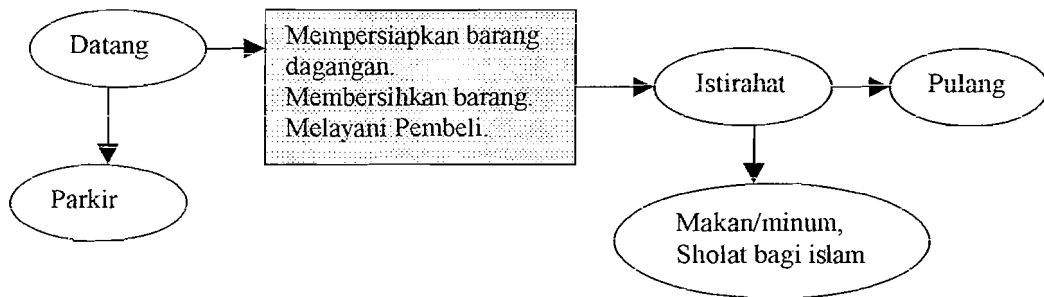 Datang
Mempersiapkan barang
dagangan.
Membersihkan barang
Melayani Pembeli.
Istirahat
Pulang
Parkir
Makan/minum,
Sholat bagi islam